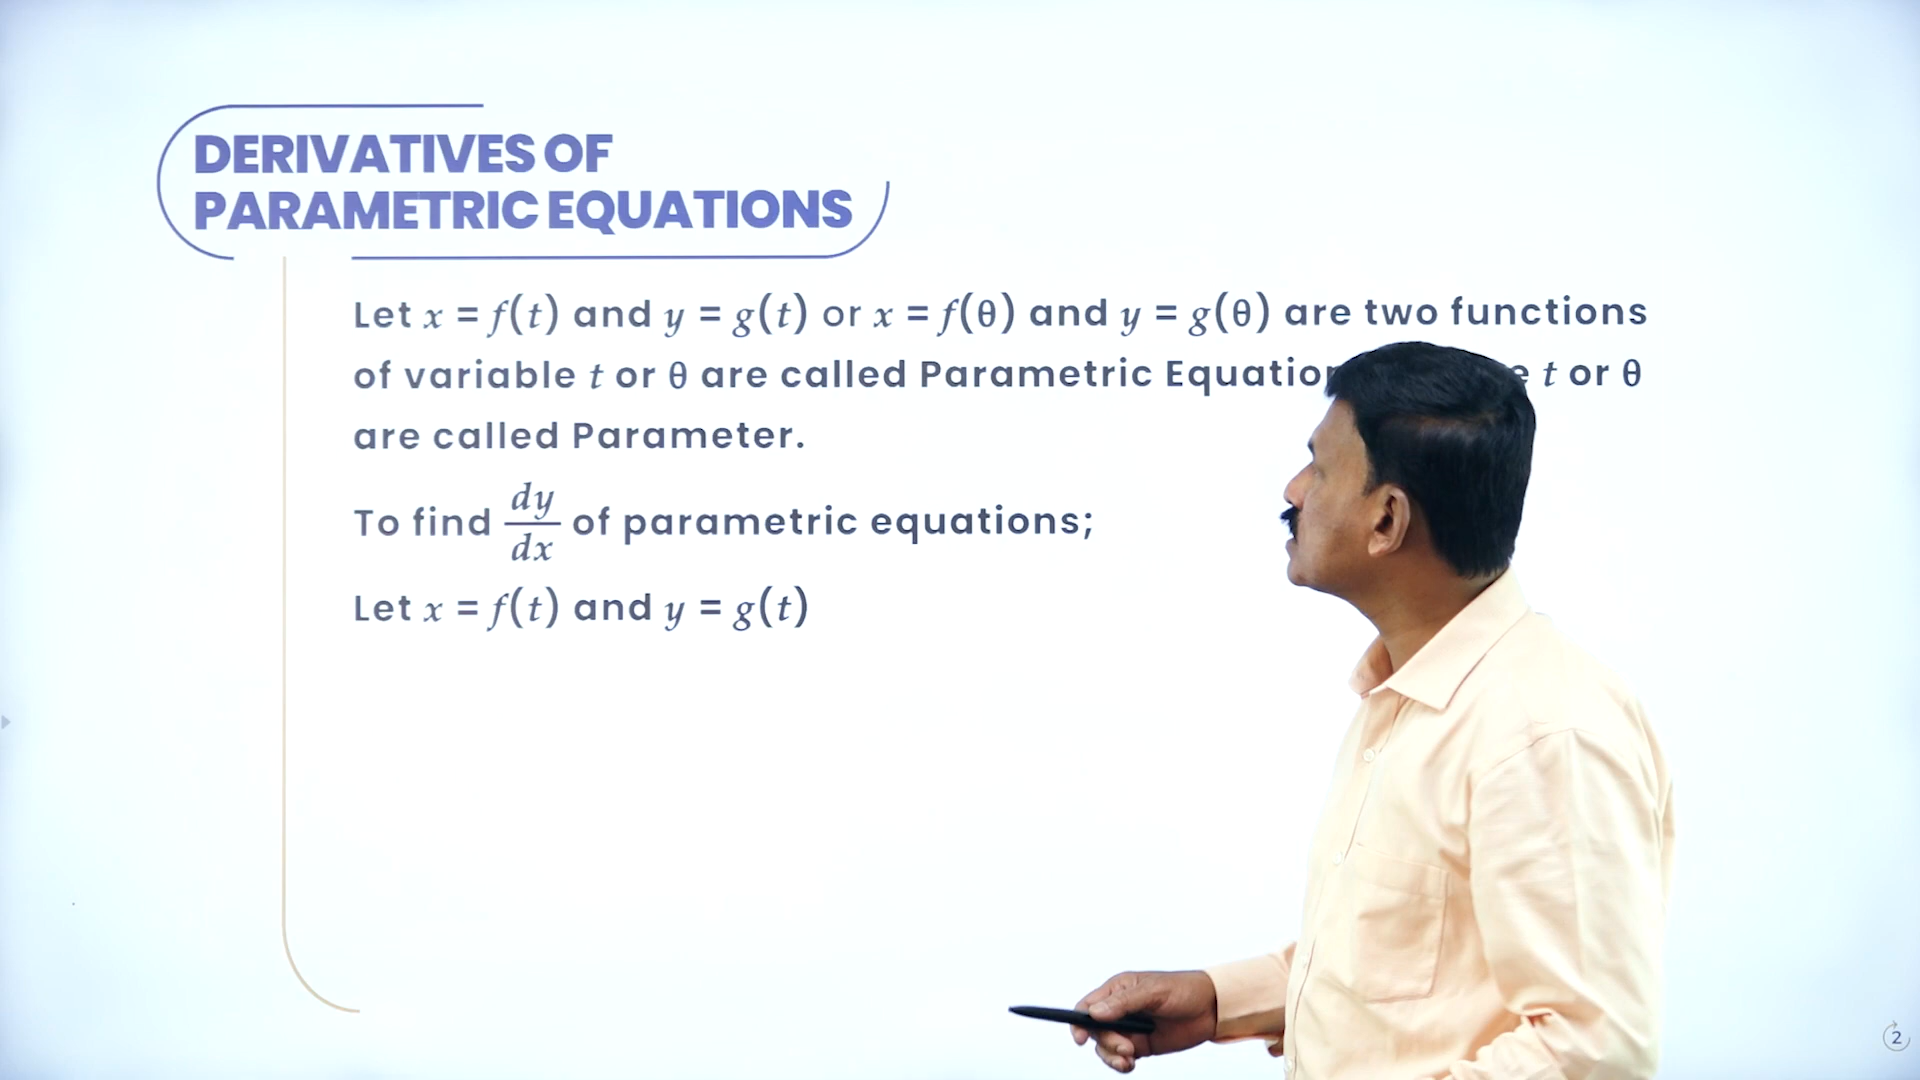 DERIVATIVES OF
PARAMETRIC EQUATIONS
Let x = f(t) and y = g(t) or x = f(θ) and y = g(θ) are two functions
of variable t or θ are called Parametric t or θ
are called Parameter.
To find dy/dx of parametric equations;
Let x = f(t) and y = g(t)
2